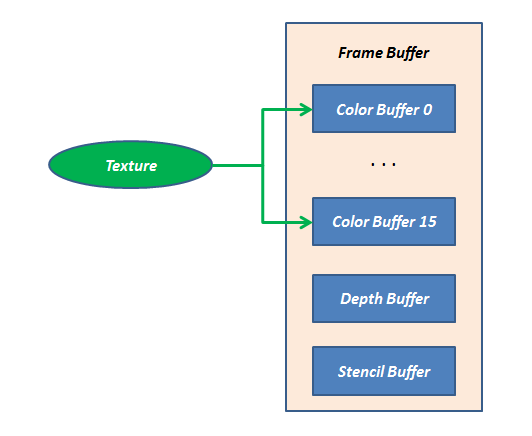 Frame Buffer
Color Buffer 0
Texture
. . .
Color Buffer 15
Depth Buffer
Stencil Buffer